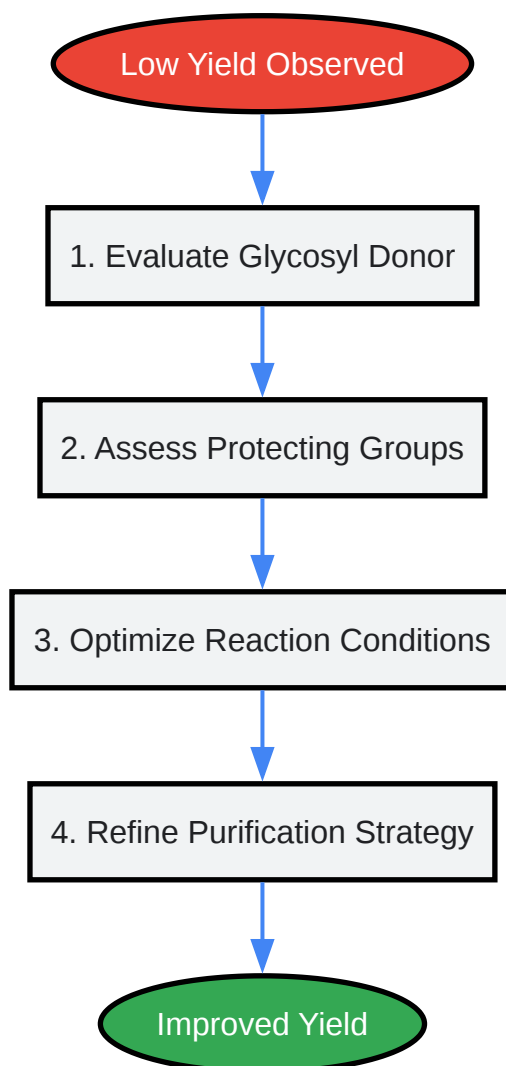 Low Yield Observed
1. Evaluate Glycosyl Donor
2. Assess Protecting Groups
3. Optimize Reaction Conditions
4. Refine Purification Strategy
Improved Yield